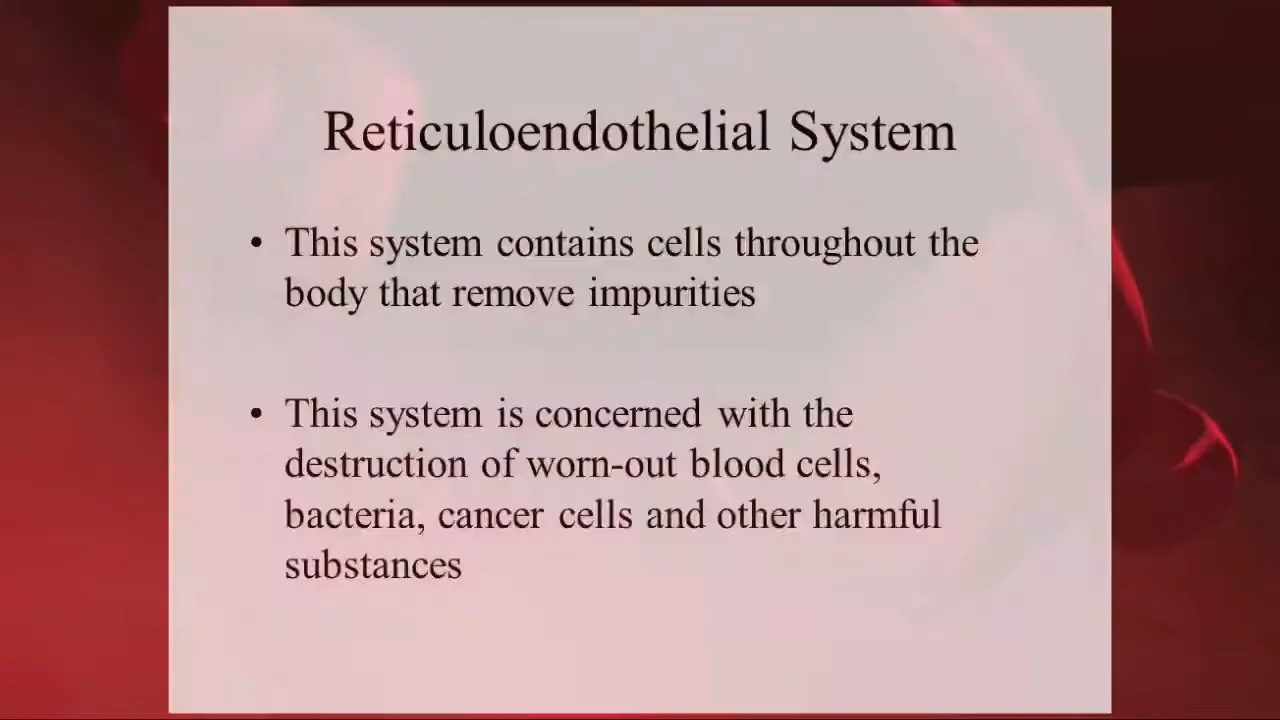 Reticuloendothelial System
• This system contains cells throughout the
body that remove impurities
• This system is concerned with the
destruction of worn-out blood cells,
bacteria, cancer cells and other harmful
substances